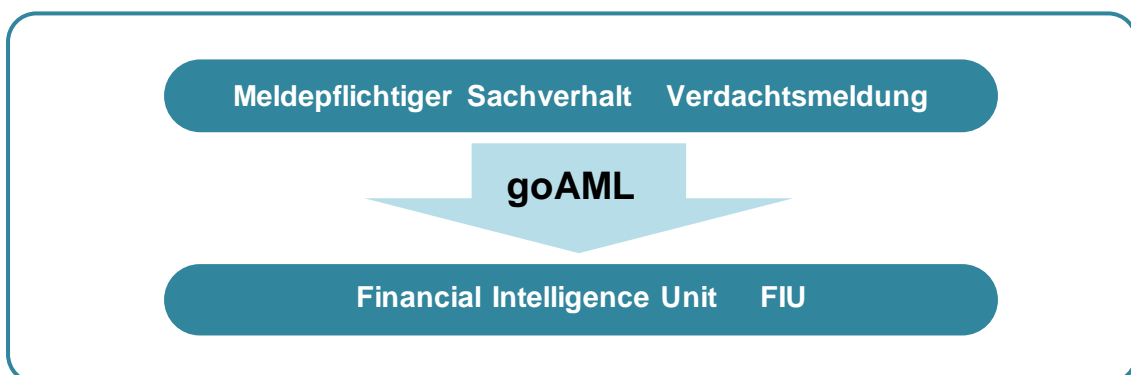 Meldepflichtiger Sachverhalt Verdachtsmeldung
goAML
Financial Intelligence Unit FIU